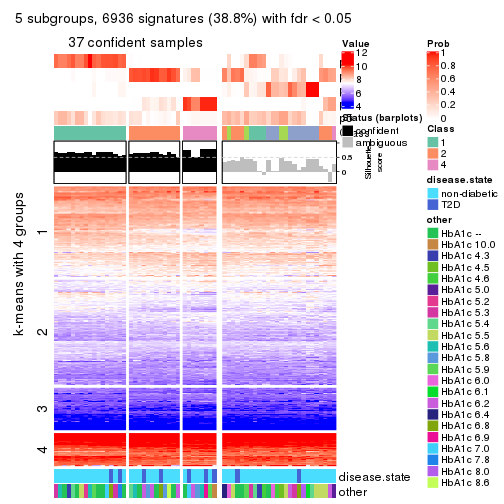 5 subgroups, 6936 signatures (38.8%) with fdr < 0.05
37 confident samples
k-means with 4 groups
1
2
3
4
0.5
0
Silhouette
score
disease.state
other
Value
12
10
8
6
4
Status (barplots)
confident
ambiguous
Prob
1
0.8
0.6
0.4
0.2
0
Class
1
2
4
disease.state
non-diabetic
T2D
other
HbA1c --
HbA1c 10.0
HbA1c 4.3
HbA1c 4.5
HbA1c 4.6
HbA1c 5.0
HbA1c 5.2
HbA1c 5.3
HbA1c 5.4
HbA1c 5.5
HbA1c 5.6
HbA1c 5.8
HbA1c 5.9
HbA1c 6.0
HbA1c 6.1
HbA1c 6.2
HbA1c 6.4
HbA1c 6.8
HbA1c 6.9
HbA1c 7.0
HbA1c 7.8
HbA1c 8.0
HbA1c 8.6